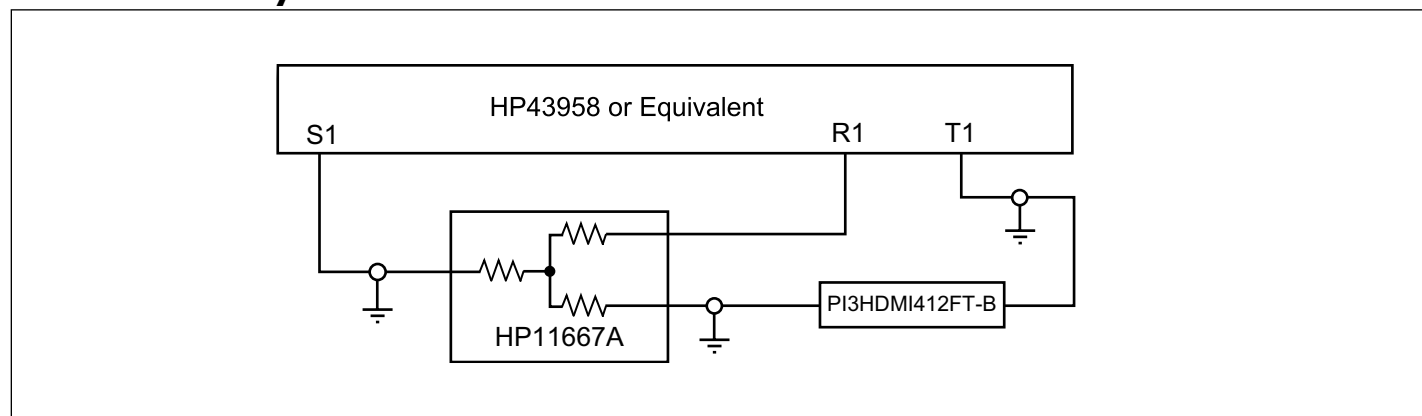 HP43958 or Equivalent
S1
R1
T1
PI3HDMI412FT-B
HP11667A